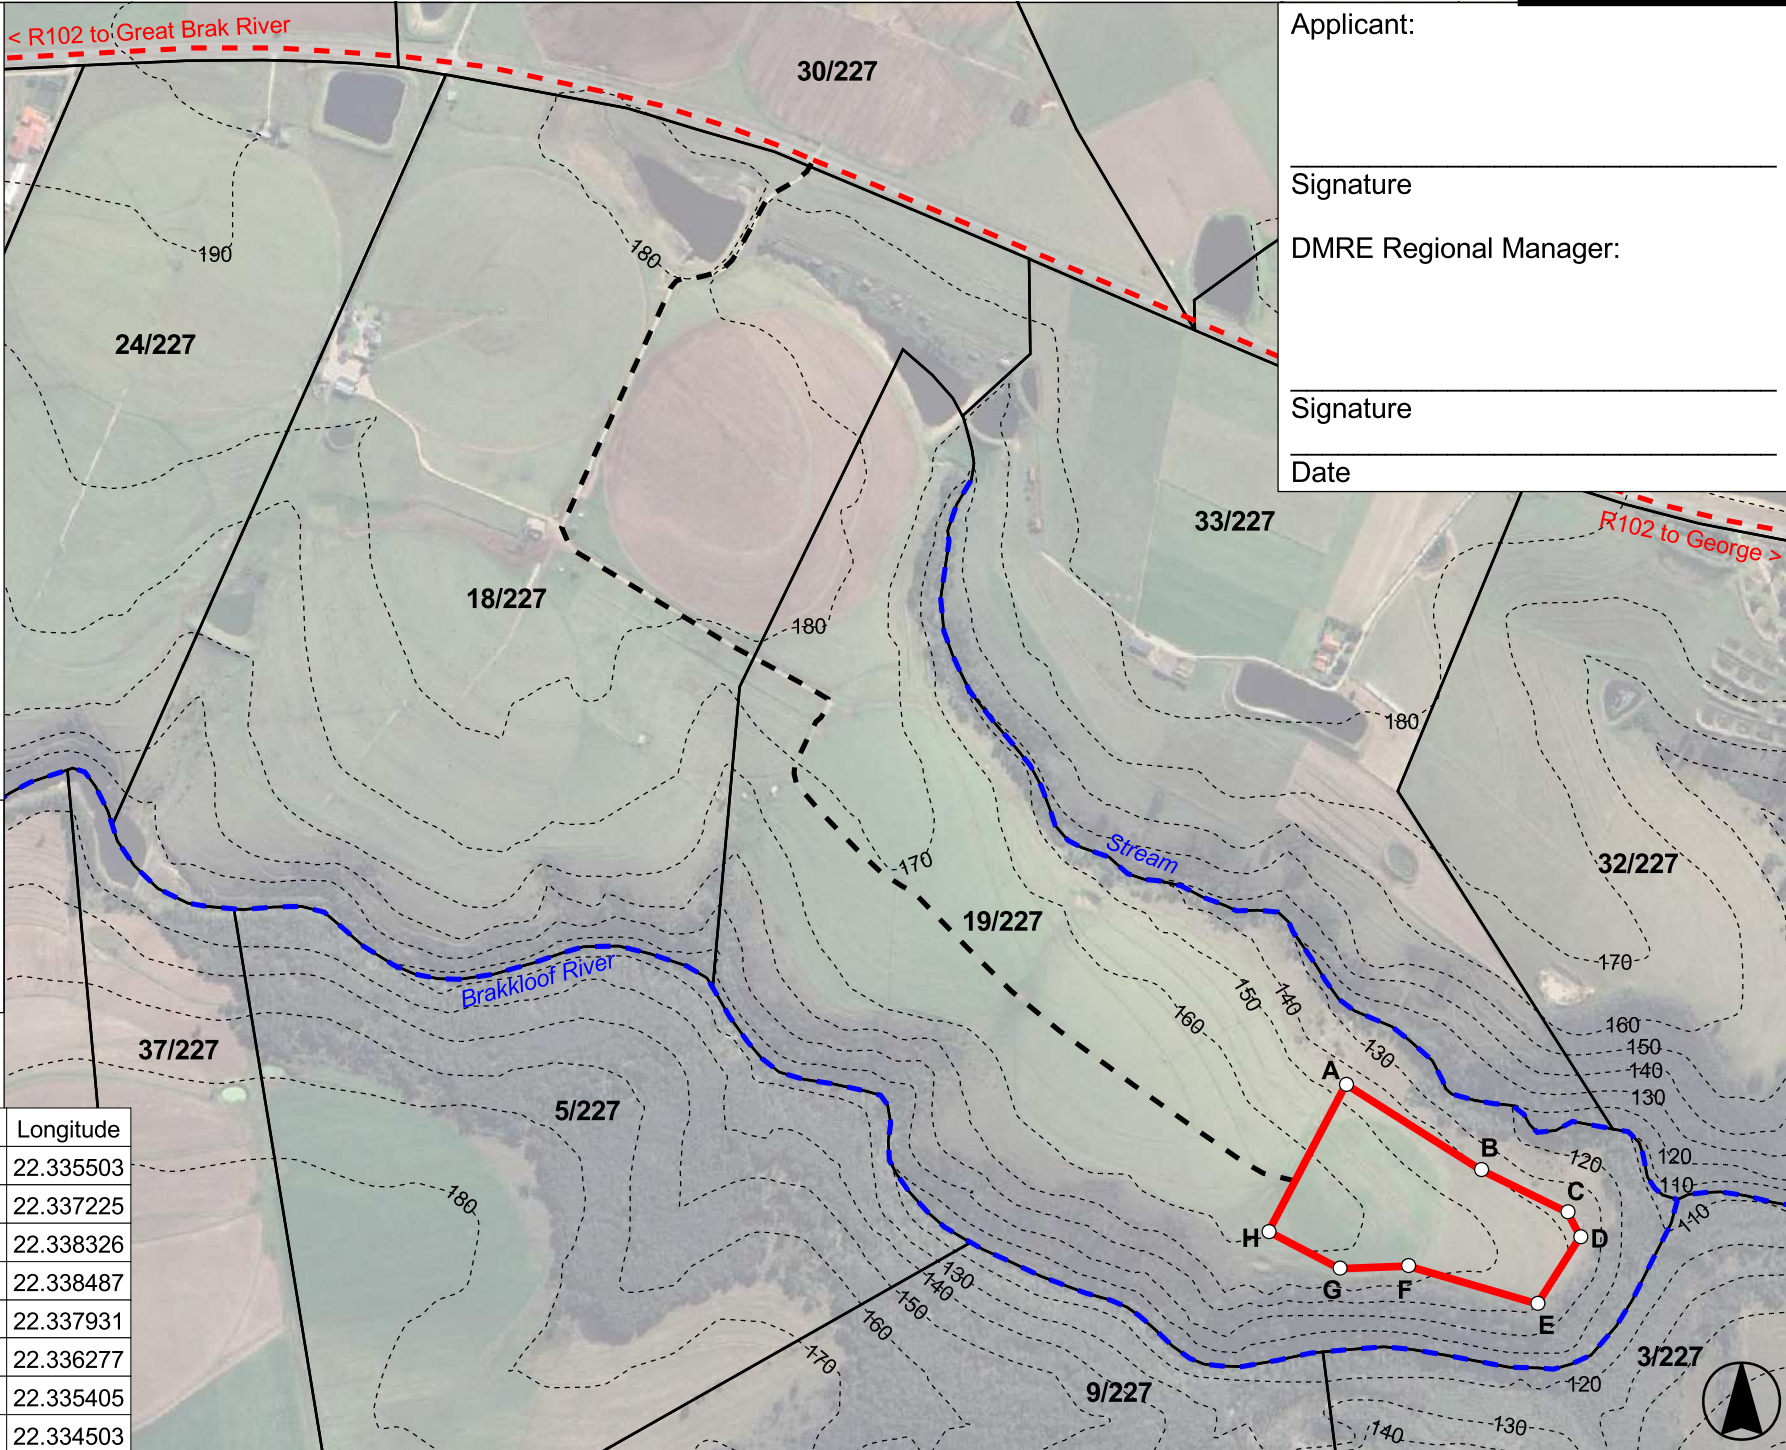 < R102 to Great Brak River
30/227
Applicant:
Signature
DMRE Regional Manager:
Signature
Date
190
180
24/227
33/227
R102 to George >
18/227
180
180
Stream
170
32/227
19/227
170
Brakkloof River
150
140
160
160
130
150
140
130
37/227
5/227
A
B
120
120
110
C
110
D
H
180
G
F
E
130
140
150
160
170
3/227
120
9/227
130
140
Longitude
22.335503
22.337225
22.338326
22.338487
22.337931
22.336277
22.335405
22.334503